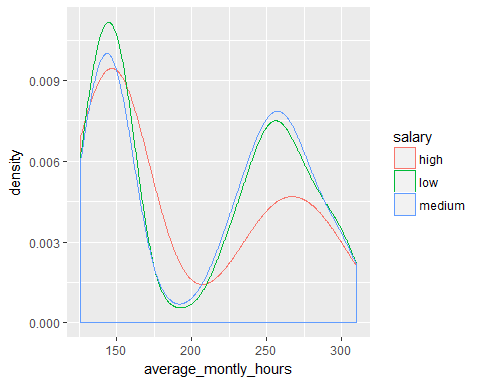 0.009
0.006
0.003
0.000
density
150 200 250 300
average_montly_hours
salary
high
low
medium